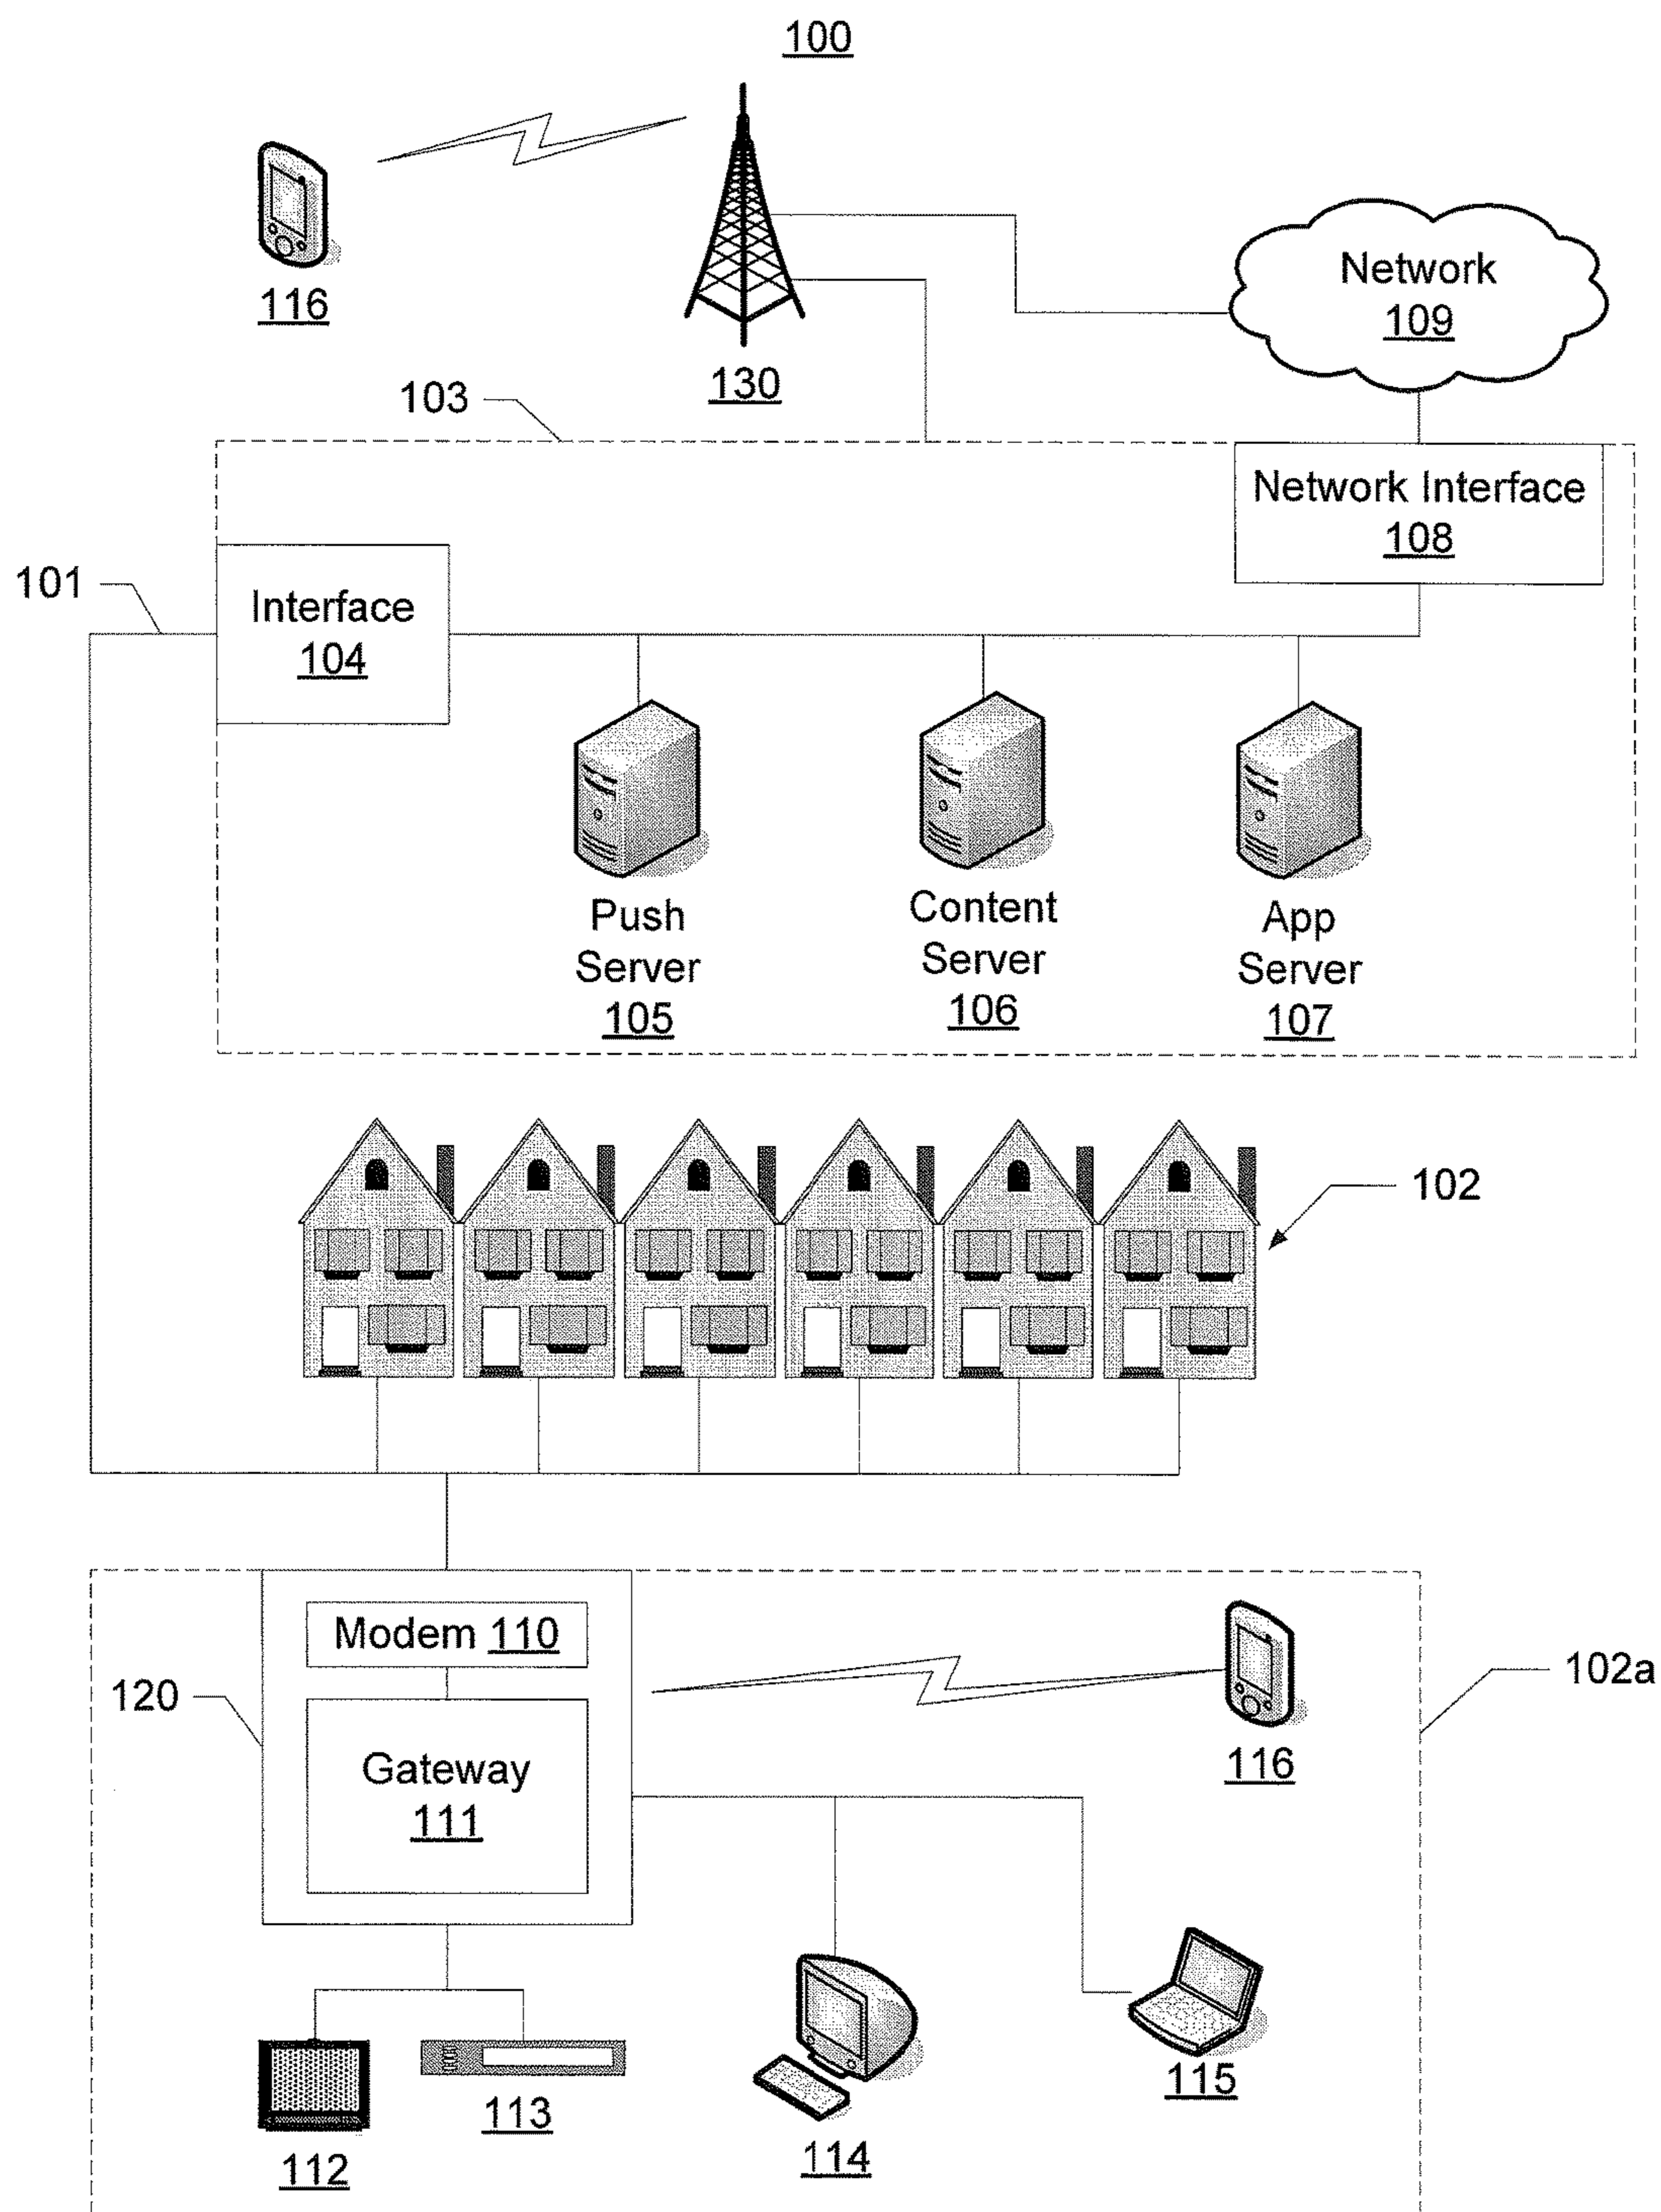 100
116
130
Network
109
103
Network Interface
108
101
Interface
104
Push
Server
105
Content
Server
106
App
Server
107
102
Modem 110
120
102a
116
Gateway
111
112
113
114
115